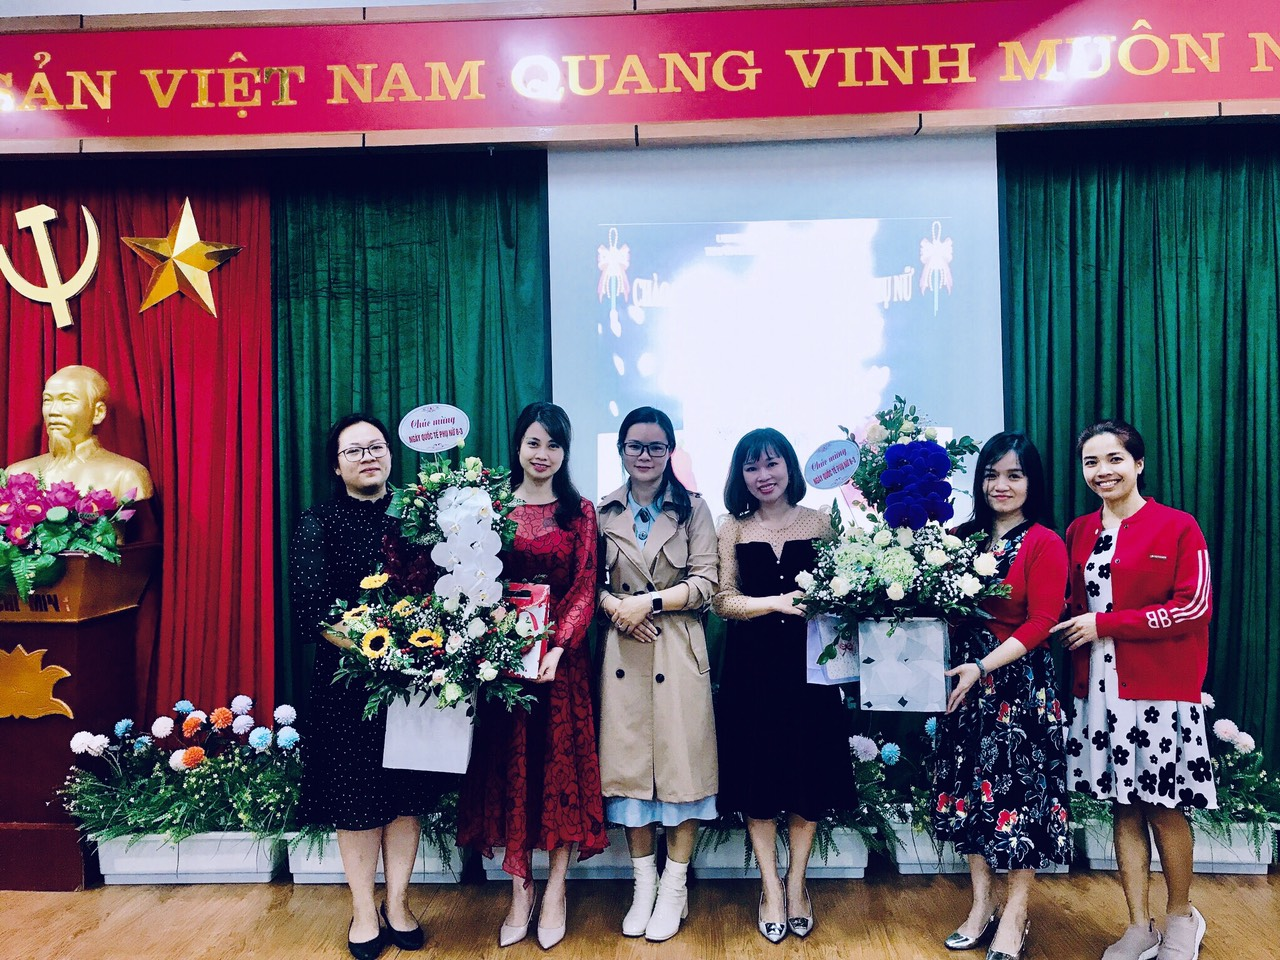 SẢN VIỆT NAM QUANG VINH MUÔN N
Chúc mừng
NGÀY QUỐC TẾ PHỤ NỮ 8-3
Chúc mừng
NGÀY QUỐC TẾ PHỤ NỮ 8-3
NỮ
BB